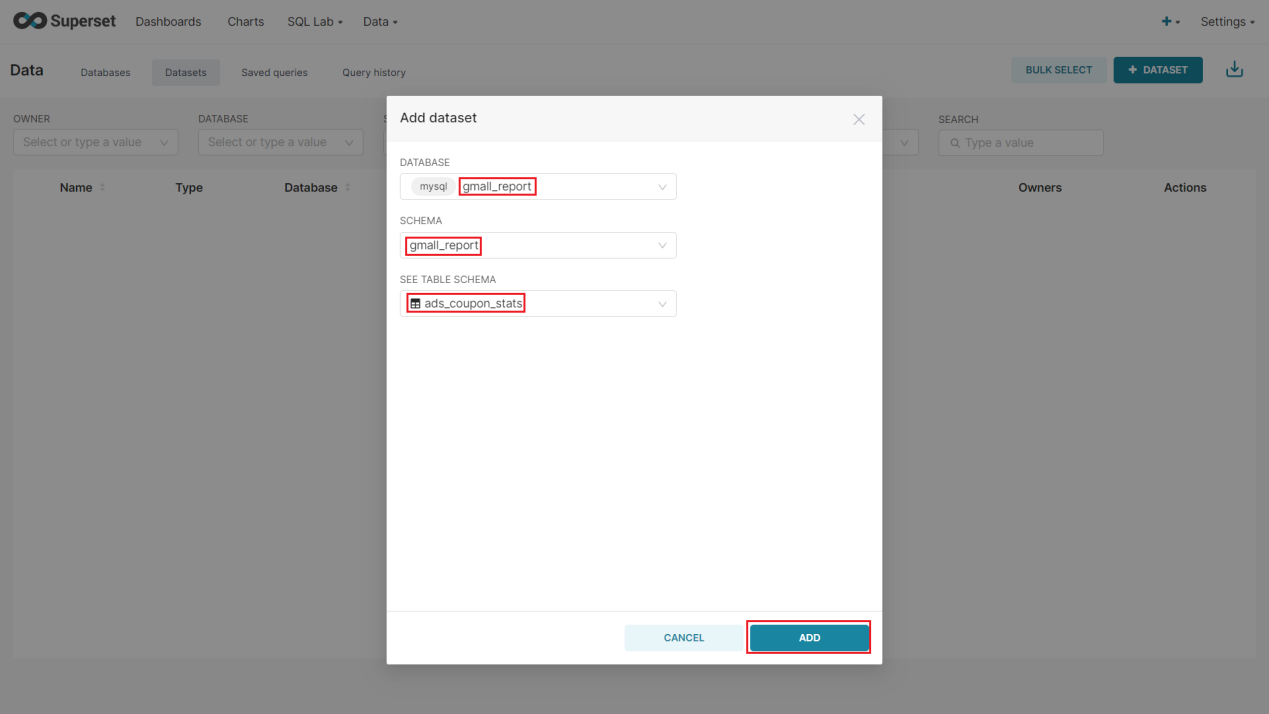 Superset Dashboards Charts SQL Lab Data Settings
Data Databases Datasets Saved queries Query history BULK SELECT + DATASET
OWNER DATABASE SEARCH
Select or type a value Select or type a value Type a value
Name Type Database Owners Actions
Add dataset
DATABASE
mysql gmall_report
SCHEMA
gmall_report
SEE TABLE SCHEMA
ads_coupon_stats
CANCEL ADD